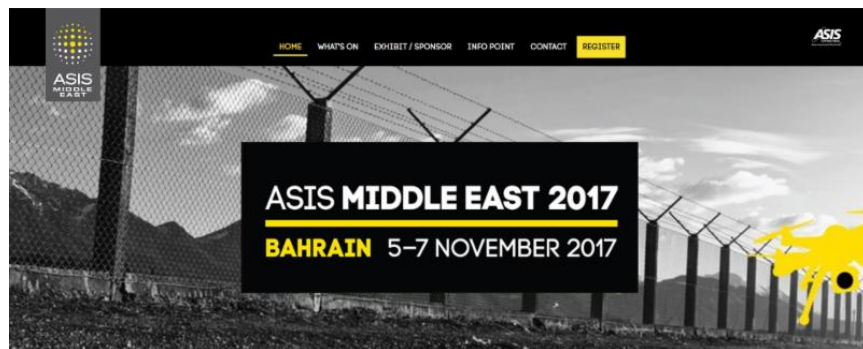 HOME WHAT'S ON EXHIBIT / SPONSOR INFO POINT CONTACT REGISTER
ASIS
ASIS
MIDDLE
EAST
ASIS MIDDLE EAST 2017
BAHRAIN 5–7 NOVEMBER 2017